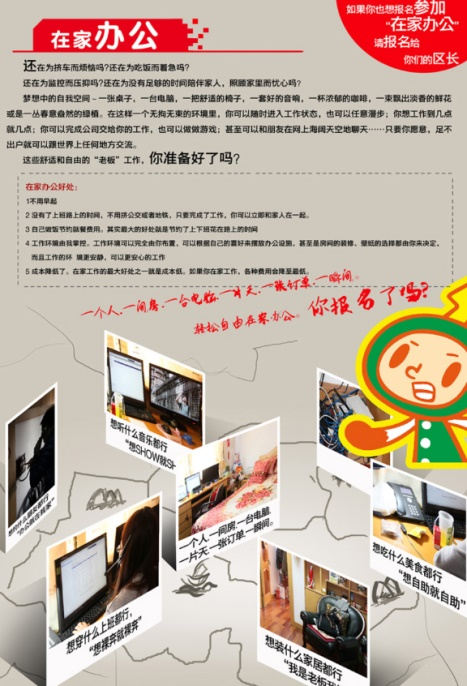 如果你也想报名参加
“在家办公”
请报名给
你们的区长
在家办公
还在为挤车而烦恼吗?还在为吃饭而着急吗?
还在为监控而压抑吗?还在为没有足够的时间陪伴家人，照顾家里而忧心吗?
梦想中的自我空间－一张桌子，一台电脑，一把舒适的椅子，一套好的音响，一杯浓郁的咖啡，一束飘出淡香的鲜花
或是一丛春意盎然的绿植。在这样一个无拘无束的环境里，你可以随时进入工作状态，也可以任意漫步；你想工作到几点
就几点；你可以完成公司交给你的工作，也可以做做游戏；甚至可以和朋友在网上海阔天空地聊天……只要你愿意，足不
出户就可以跟世界上任何地方交流。
这些舒适和自由的“老板”工作，你准备好了吗?
在家办公好处：
1不用早起
2 没有了上班路上的时间、不用挤公交或者地铁，只要完成了工作，你可以立即和家人在一起。
3 自己做饭节约就餐费用。其实最大的好处就是节约了上下班花在路上的时间
4 工作环境由我掌控。工作环境可以完全由你布置，可以根据自己的喜好来摆放办公设施，甚至是房间的装修、壁纸的选择都由你来决定。
而且工作的环 境更安静，可以更安心的工作
5 成本降低了。在家工作的最大好处之一就是成本低。如果你在家工作，各种费用会降至最低。
一个人.一间房.一台电脑.一片天.一张订单.一瞬间。
轻松自由在家办公。你报名了吗?
想听什么音乐都行
“想SHOW就SH
“办公就在我家”
一个人.一间房.一台电脑.
一片天.一张订单.一瞬间。
想吃什么美食都行
“想自助就自助”
想穿什么上班都行，
“想裸奔就裸奔”
想装什么家居都行
“我是老板我